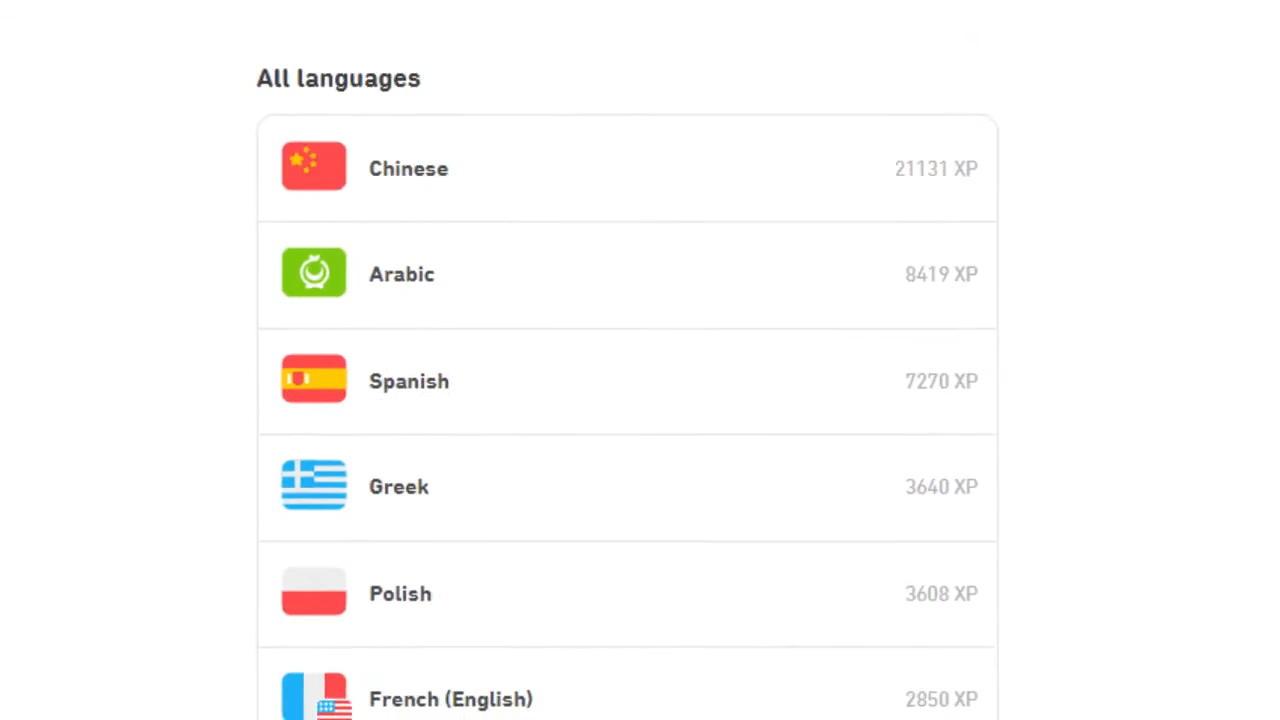 All languages
Chinese 21131 XP
Arabic 8419 XP
Spanish 7270 XP
Greek 3640 XP
Polish 3608 XP
French (English) 2850 XP